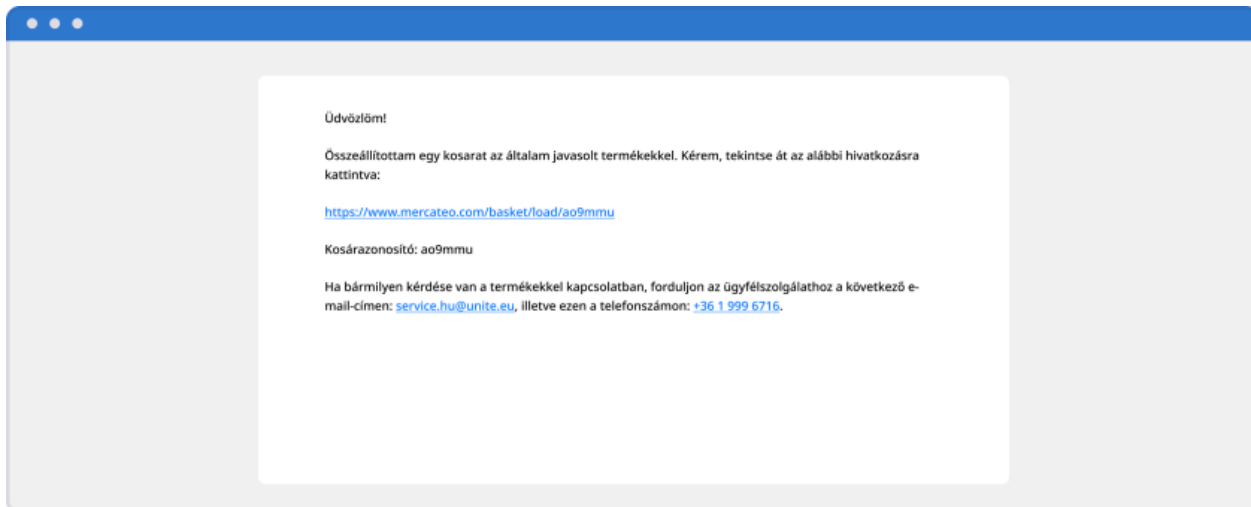 Üdvözlöm!
Összeállítottam egy kosarat az általam javasolt termékekkel. Kérem, tekintse át az alábbi hivatkozásra
kattintva:
https://www.mercateo.com/basket/load/ao9mmu
Kosárazonosító: ao9mmu
Ha bármilyen kérdése van a termékekkel kapcsolatban, forduljon az ügyfélszolgálathoz a következő e-
mail-címen: service.hu@unite.eu, illetve ezen a telefonszámon: +36 1 999 6716.